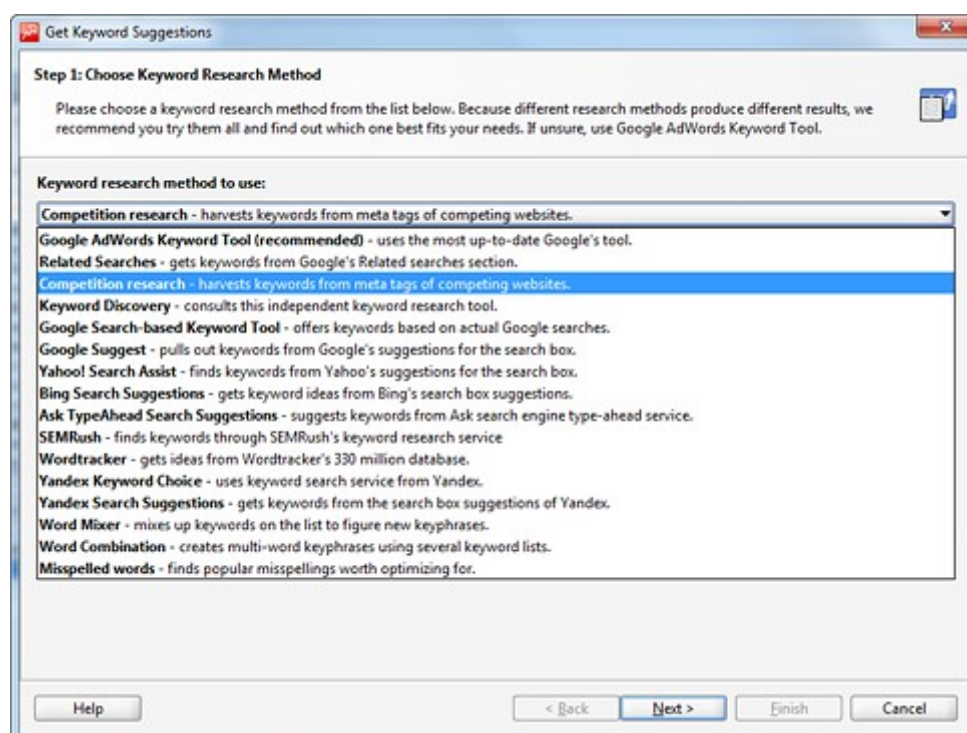 Get Keyword Suggestions
Step 1: Choose Keyword Research Method
Please choose a keyword research method from the list below. Because different research methods produce different results, we
recommend you try them all and find out which one best fits your needs. If unsure, use Google AdWords Keyword Tool.
Keyword research method to use:
Competition research - harvests keywords from meta tags of competing websites.
Google AdWords Keyword Tool (recommended) - uses the most up-to-date Google's tool.
Related Searches - gets keywords from Google's Related searches section.
Competition research - harvests keywords from meta tags of competing websites.
Keyword Discovery - consults this independent keyword research tool.
Google Search-based Keyword Tool - offers keywords based on actual Google searches.
Google Suggest - pulls out keywords from Google's suggestions for the search box.
Yahoo! Search Assist - finds keywords from Yahoo's suggestions for the search box.
Bing Search Suggestions - gets keyword ideas from Bing's search box suggestions.
Ask TypeAhead Search Suggestions - suggests keywords from Ask search engine type-ahead service.
SEMRush - finds keywords through SEMRush's keyword research service
Wordtracker - gets ideas from Wordtracker's 330 million database.
Yandex Keyword Choice - uses keyword search service from Yandex.
Yandex Search Suggestions - gets keywords from the search box suggestions of Yandex.
Word Mixer - mixes up keywords on the list to figure new keyphrases.
Word Combination - creates multi-word keyphrases using several keyword lists.
Misspelled words - finds popular misspellings worth optimizing for.
Help < Back Next > Finish Cancel